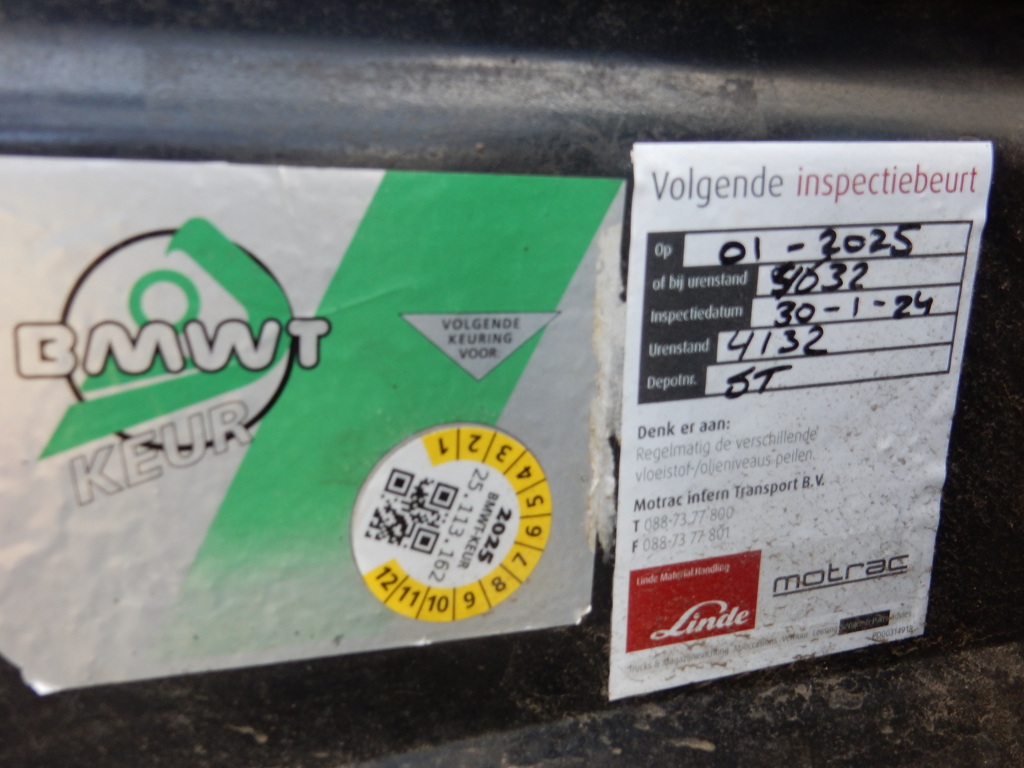 BMWT
KEUR
VOLGENDE
KEURING
VOOR:
1 2 3 4 5 6 7 8 9 10 11 12
2025
BMWT-KEUR
25.113.162
Volgende inspectiebeurt
Op 01 - 2025
of bij urenstand 5032
Inspectiedatum 30-1-24
Urenstand 4132
Depotnr. ST
Denk er aan:
Regelmatig de verschillende
vloeistof-/olieniveaus peilen.
Motrac Intern Transport B.V.
T 088-73 77 800
F 088-73 77 801
Linde Material Handling
Linde
motrac